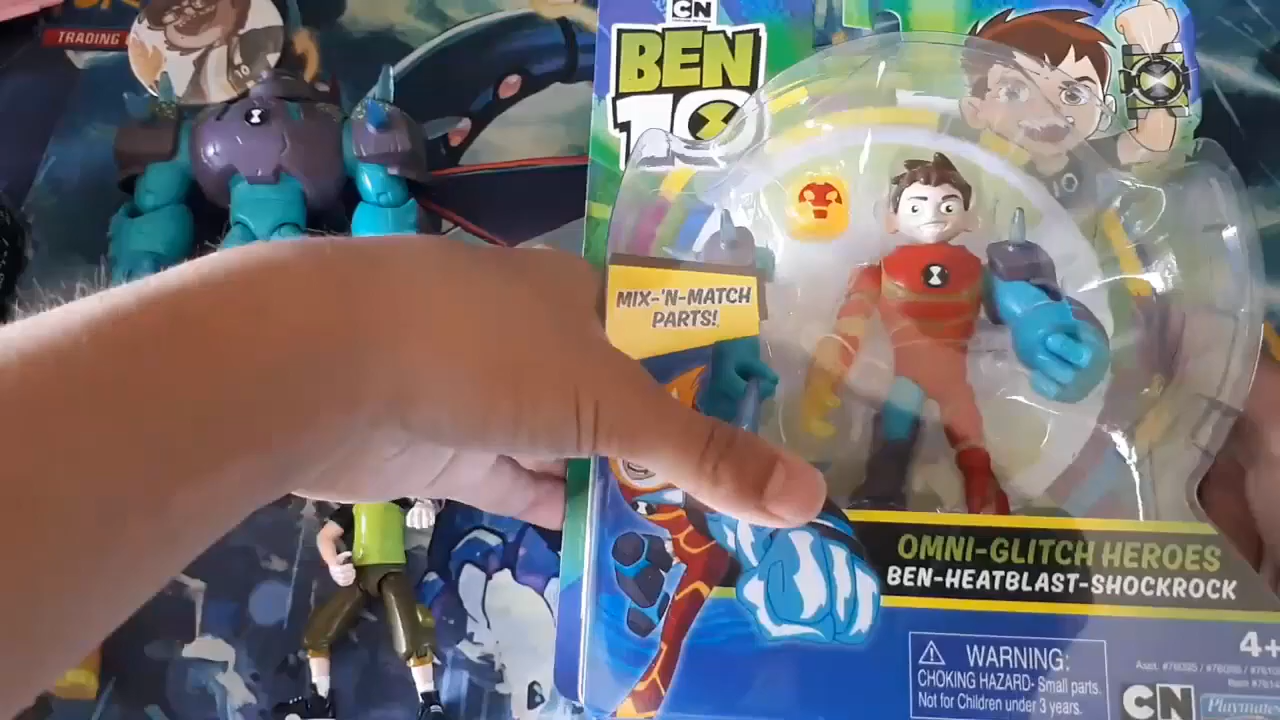 TRADING
CN
BEN
10
MIX-'N-MATCH
PARTS!
OMNI-GLITCH HEROES
BEN-HEATBLAST-SHOCKROCK
WARNING:
CHOKING HAZARD- Small parts.
Not for Children under 3 years.
4+
CN
Playmates